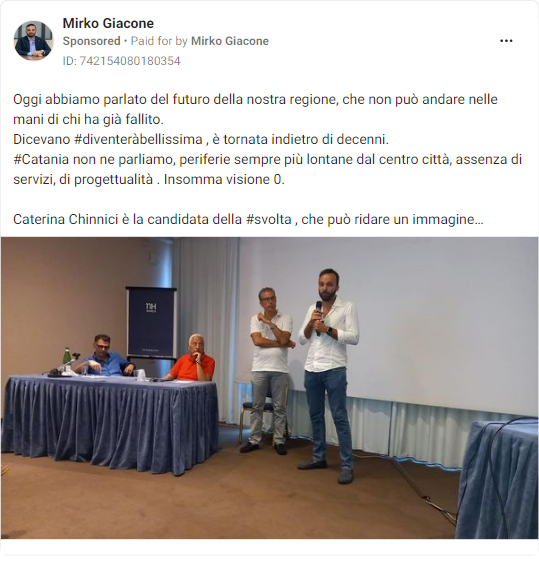 Mirko Giacone
Sponsored • Paid for by Mirko Giacone
ID: 742154080180354
Oggi abbiamo parlato del futuro della nostra regione, che non può andare nelle
mani di chi ha già fallito.
Dicevano #diventeràbellissima , è tornata indietro di decenni.
#Catania non ne parliamo, periferie sempre più lontane dal centro città, assenza di
servizi, di progettualità . Insomma visione 0.
Caterina Chinnici è la candidata della #svolta , che può ridare un immagine...
NH